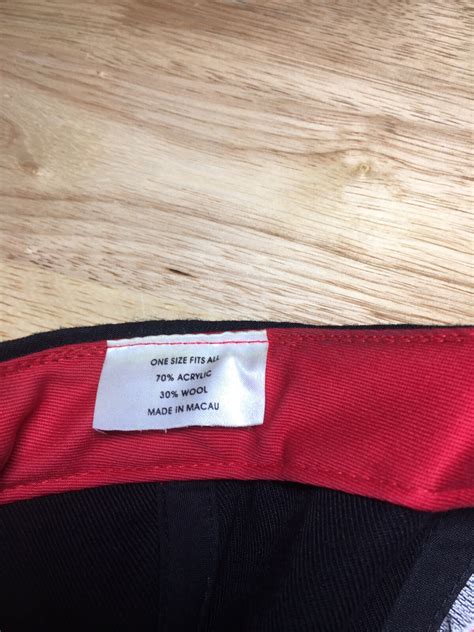 ONE SIZE FITS ALL
70% ACRYLIC
30% WOOL
MADE IN MACAU